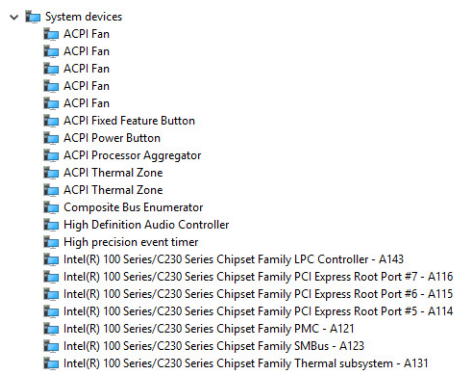 System devices
ACPI Fan
ACPI Fan
ACPI Fan
ACPI Fan
ACPI Fan
ACPI Fixed Feature Button
ACPI Power Button
ACPI Processor Aggregator
ACPI Thermal Zone
ACPI Thermal Zone
Composite Bus Enumerator
High Definition Audio Controller
High precision event timer
Intel(R) 100 Series/C230 Series Chipset Family LPC Controller - A143
Intel(R) 100 Series/C230 Series Chipset Family PCI Express Root Port #7 - A116
Intel(R) 100 Series/C230 Series Chipset Family PCI Express Root Port #6 - A115
Intel(R) 100 Series/C230 Series Chipset Family PCI Express Root Port #5 - A114
Intel(R) 100 Series/C230 Series Chipset Family PMC - A121
Intel(R) 100 Series/C230 Series Chipset Family SMBus - A123
Intel(R) 100 Series/C230 Series Chipset Family Thermal subsystem - A131